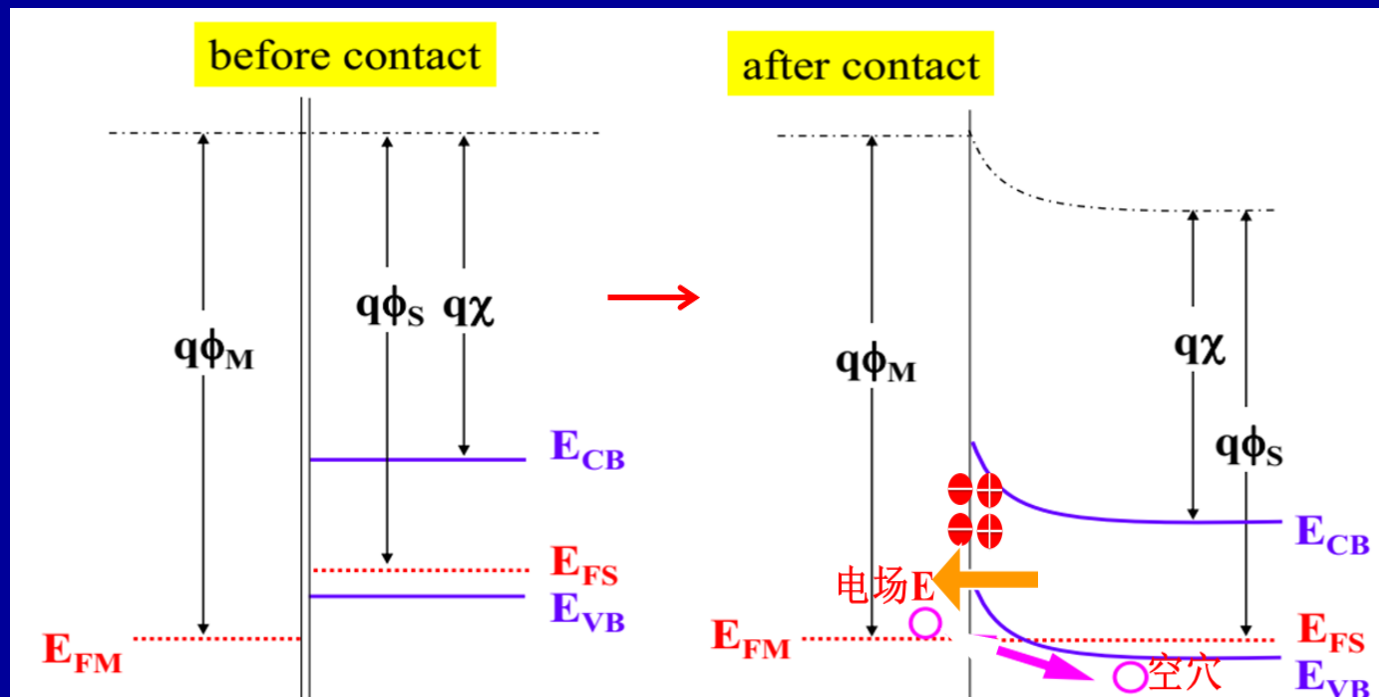 before contact
after contact
qϕM
qϕS
qχ
ECB
EFS
EVB
EFM
qϕM
qχ
qϕS
ECB
电场E
EFM
EFS
空穴
EVB